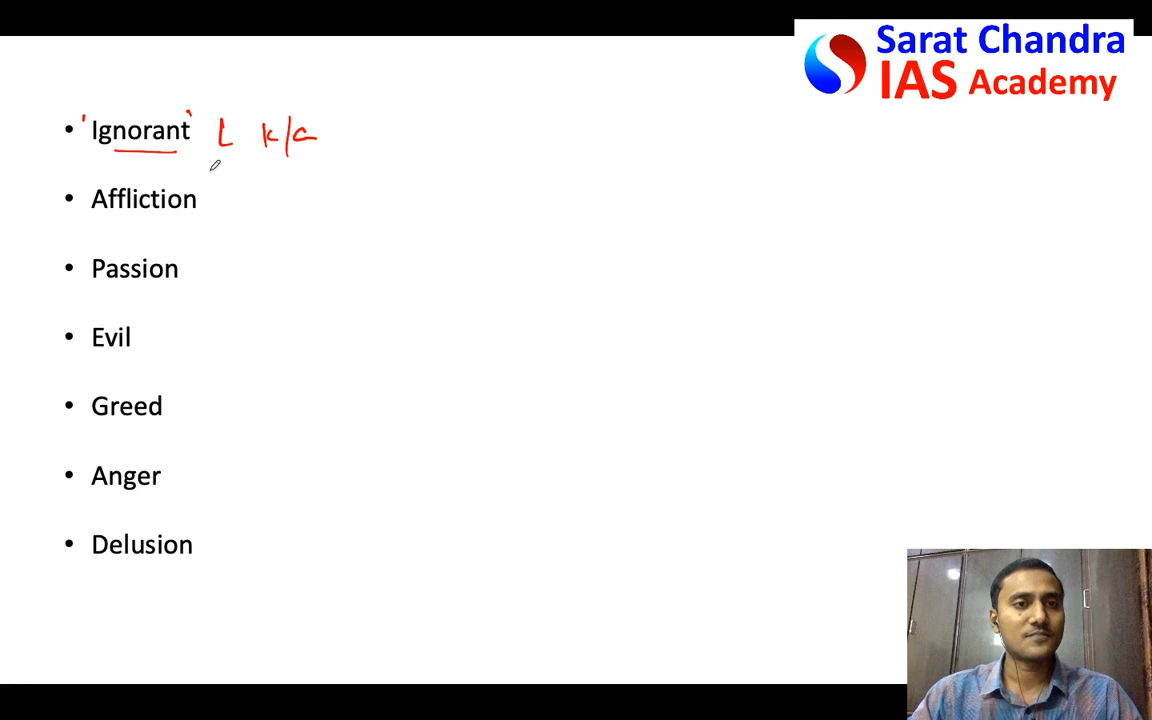 Sarat Chandra
IAS Academy
• 'Ignorant' L K/a
• Affliction
• Passion
• Evil
• Greed
• Anger
• Delusion